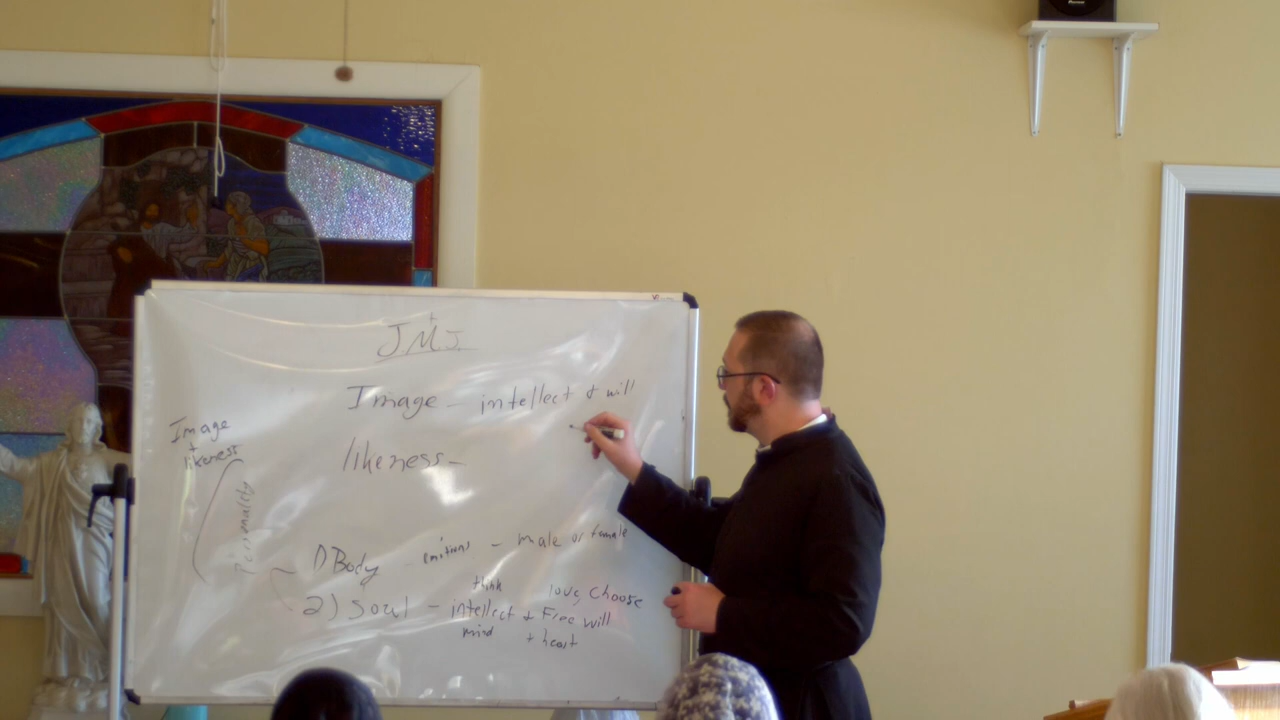 J.M.J.
Image - intellect & will
likeness -
Image
+
likeness
Personality
1) Body - emotions - male or female
think love, choose
2) Soul - intellect & Free will
mind + heart